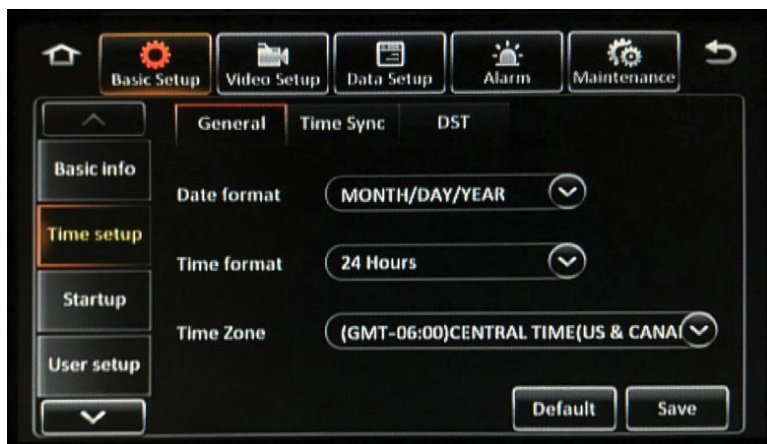 Basic Setup
Video Setup
Data Setup
Alarm
Maintenance
General
Time Sync
DST
Basic info
Time setup
Startup
User setup
Date format
MONTH/DAY/YEAR
Time format
24 Hours
Time Zone
(GMT-06:00)CENTRAL TIME(US & CANA
Default
Save